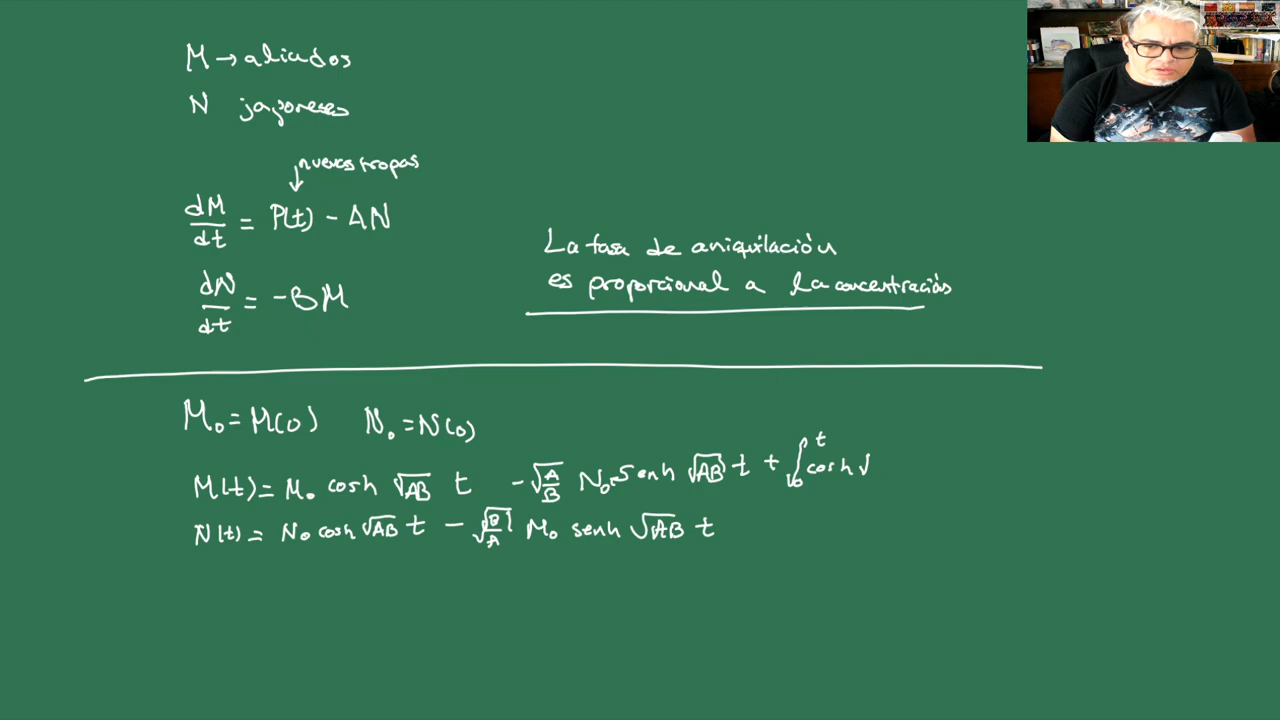 M → aliados
N japoneses
nuevas tropas
↓
dM/dt = P(t) - AN
dN/dt = -BM
La tasa de aniquilación
es proporcional a la concentración
M₀ = M(0) N₀ = N(0)
M(t) = M₀ cosh √AB t - √A/B N₀ senh √AB t + ∫₀ᵗ cosh √
N(t) = N₀ cosh √AB t - √B/A M₀ senh √AB t